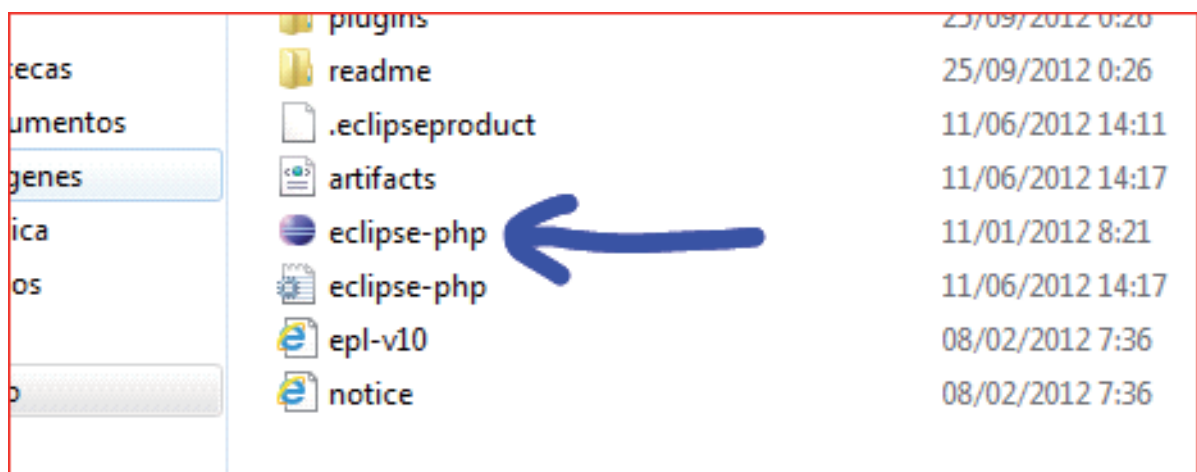 plugins 25/09/2012 0:26
tecas readme 25/09/2012 0:26
umentos .eclipseproduct 11/06/2012 14:11
genes artifacts 11/06/2012 14:17
ica eclipse-php 11/01/2012 8:21
os eclipse-php 11/06/2012 14:17
epl-v10 08/02/2012 7:36
notice 08/02/2012 7:36